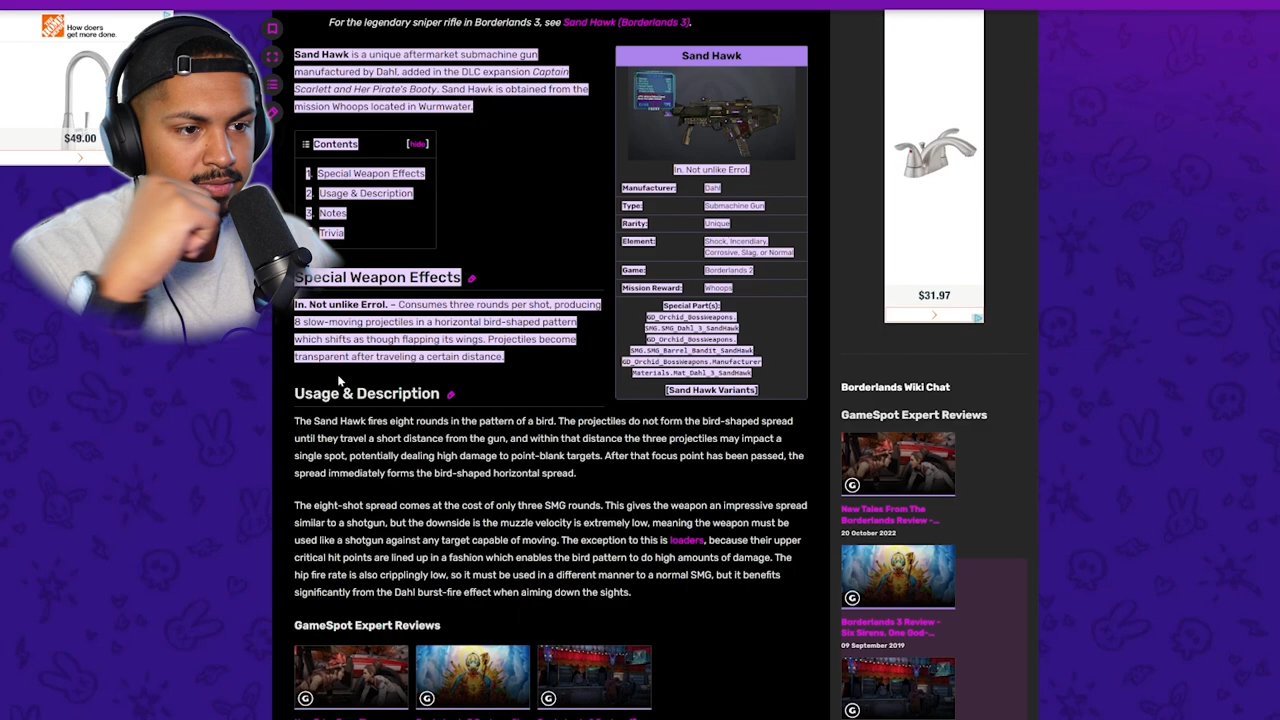 How doers
get more done.
$49.00
For the legendary sniper rifle in Borderlands 3, see Sand Hawk (Borderlands 3).
Sand Hawk is a unique aftermarket submachine gun
manufactured by Dahl, added in the DLC expansion Captain
Scarlett and Her Pirate's Booty. Sand Hawk is obtained from the
mission Whoops located in Wurmwater.
Contents [hide]
1. Special Weapon Effects
2. Usage & Description
3. Notes
Trivia
Sand Hawk
In. Not unlike Errol.
Manufacturer: Dahl
Type: Submachine Gun
Rarity: Unique
Element: Shock, Incendiary,
Corrosive, Slag, or Normal
Game: Borderlands 2
Mission Reward: Whoops
Special Part(s):
GD_Orchid_BossWeapons.
SMG.SMG_Dahl_3_SandHawk
GD_Orchid_BossWeapons.
SMG.SMG_Barrel_Bandit_SandHawk
GD_Orchid_BossWeapons.Manufacturer
Materials.Mat_Dahl_3_SandHawk
[Sand Hawk Variants]
Special Weapon Effects
In. Not unlike Errol. – Consumes three rounds per shot, producing
8 slow-moving projectiles in a horizontal bird-shaped pattern
which shifts as though flapping its wings. Projectiles become
transparent after traveling a certain distance.
Usage & Description
The Sand Hawk fires eight rounds in the pattern of a bird. The projectiles do not form the bird-shaped spread
until they travel a short distance from the gun, and within that distance the three projectiles may impact a
single spot, potentially dealing high damage to point-blank targets. After that focus point has been passed, the
spread immediately forms the bird-shaped horizontal spread.
The eight-shot spread comes at the cost of only three SMG rounds. This gives the weapon an impressive spread
similar to a shotgun, but the downside is the muzzle velocity is extremely low, meaning the weapon must be
used like a shotgun against any target capable of moving. The exception to this is loaders, because their upper
critical hit points are lined up in a fashion which enables the bird pattern to do high amounts of damage. The
hip fire rate is also cripplingly low, so it must be used in a different manner to a normal SMG, but it benefits
significantly from the Dahl burst-fire effect when aiming down the sights.
GameSpot Expert Reviews
$31.97
Borderlands Wiki Chat
GameSpot Expert Reviews
New Tales From The
Borderlands Review -...
20 October 2022
Borderlands 3 Review -
Six Sirens, One God-...
09 September 2019